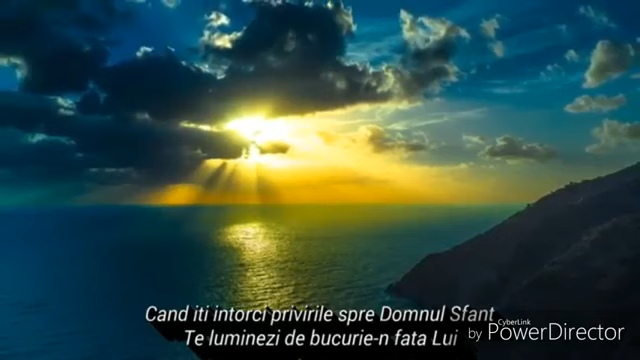 Cand iti intorci privirile spre Domnul Sfant
Te luminezi de bucurie-n fata Lui
CyberLink
by PowerDirector